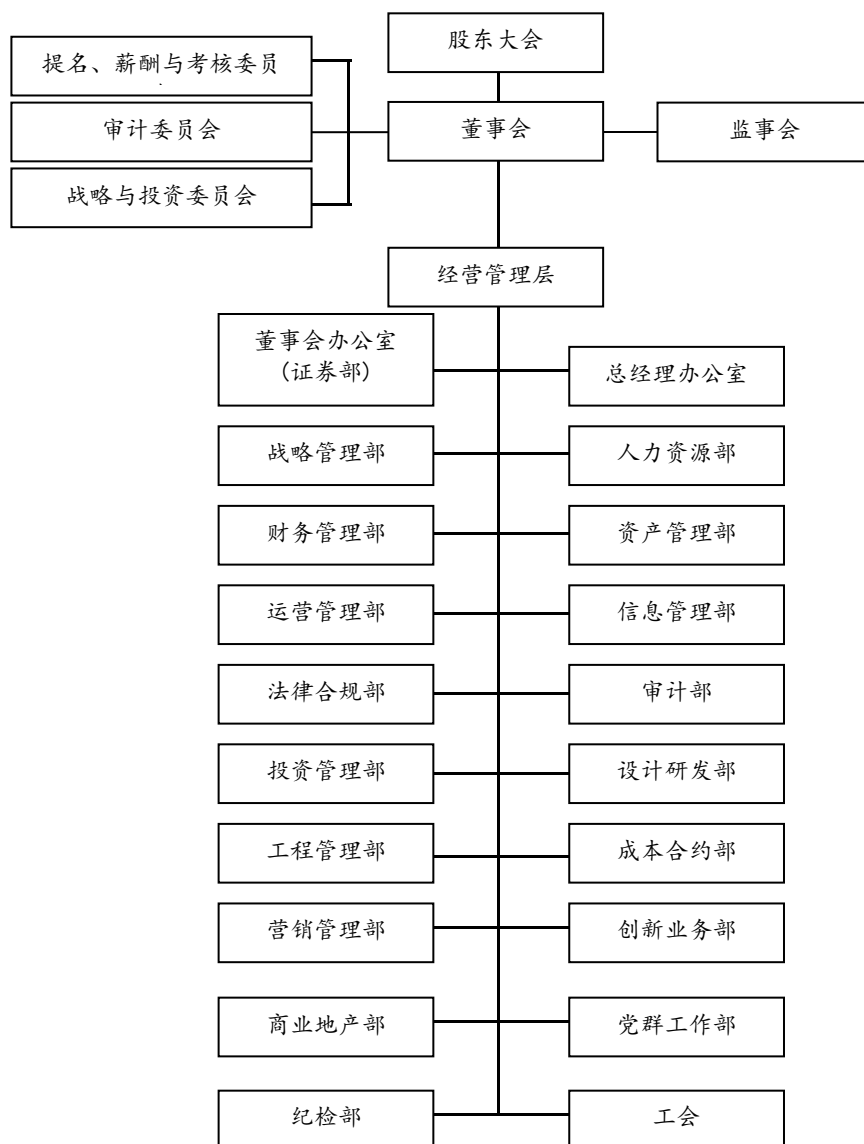 股东大会
提名、薪酬与考核委员
审计委员会
董事会
监事会
战略与投资委员会
经营管理层
董事会办公室
(证券部)
总经理办公室
战略管理部
人力资源部
财务管理部
资产管理部
运营管理部
信息管理部
法律合规部
审计部
投资管理部
设计研发部
工程管理部
成本合约部
营销管理部
创新业务部
商业地产部
党群工作部
纪检部
工会